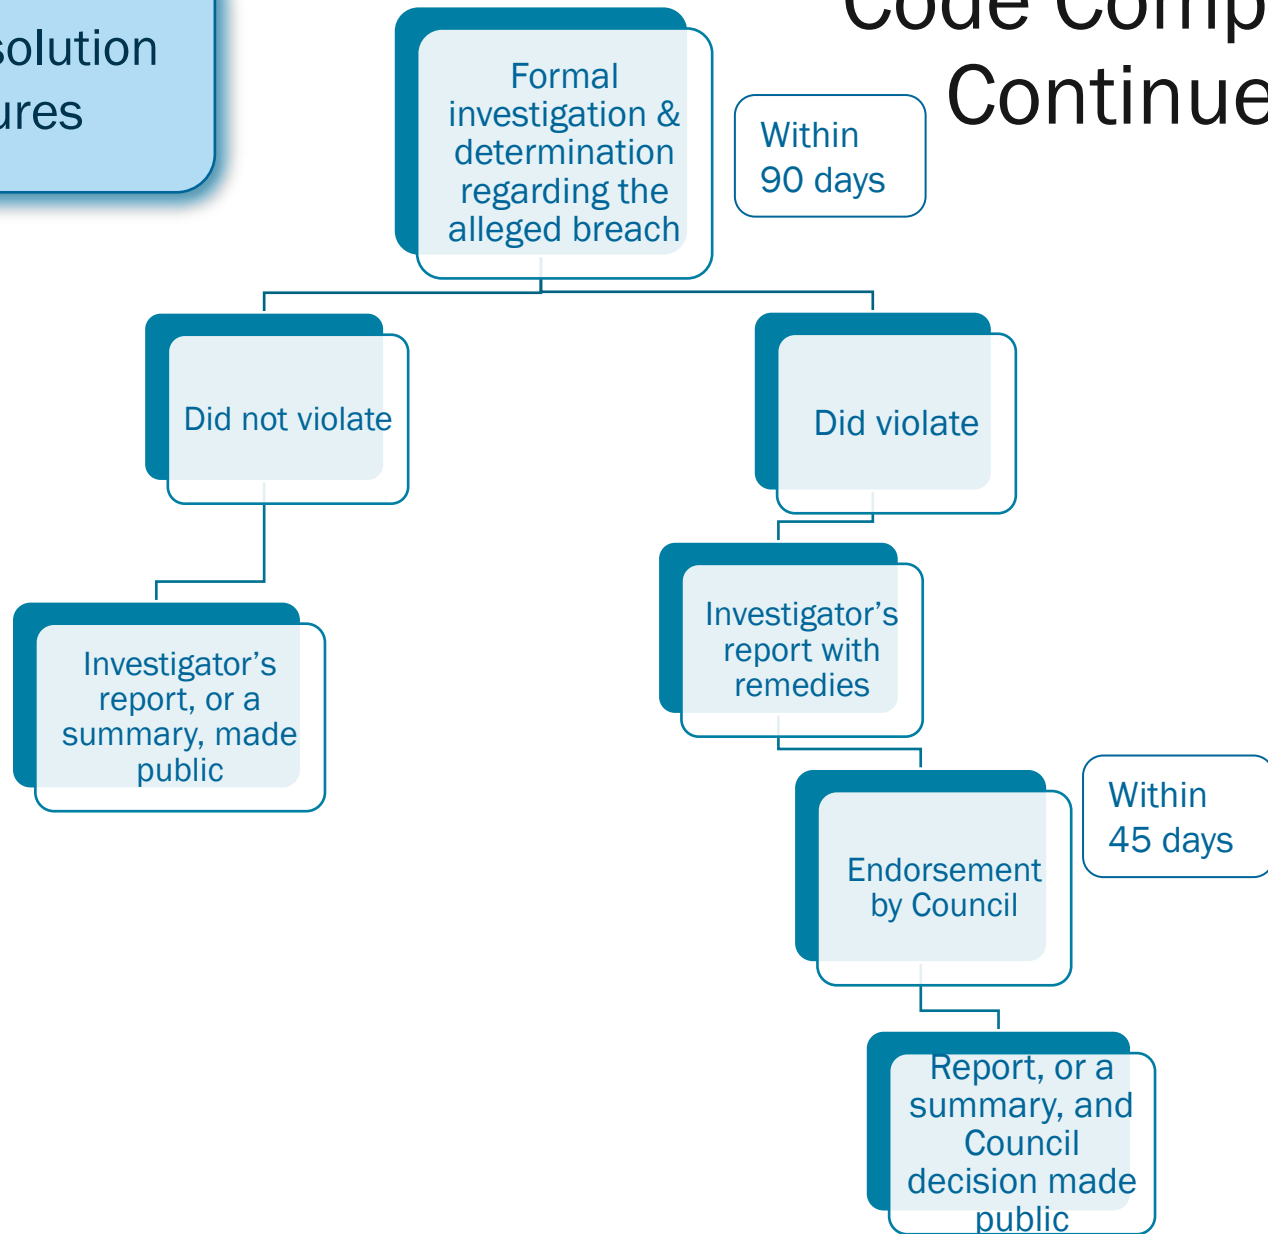 Code Comp
Continue
solution
ures
Formal
investigation &
determination
regarding the
alleged breach
Within
90 days
Did not violate
Did violate
Investigator's
report, or a
summary, made
public
Investigator's
report with
remedies
Endorsement
by Council
Within
45 days
Report, or a
summary, and
Council
decision made
public